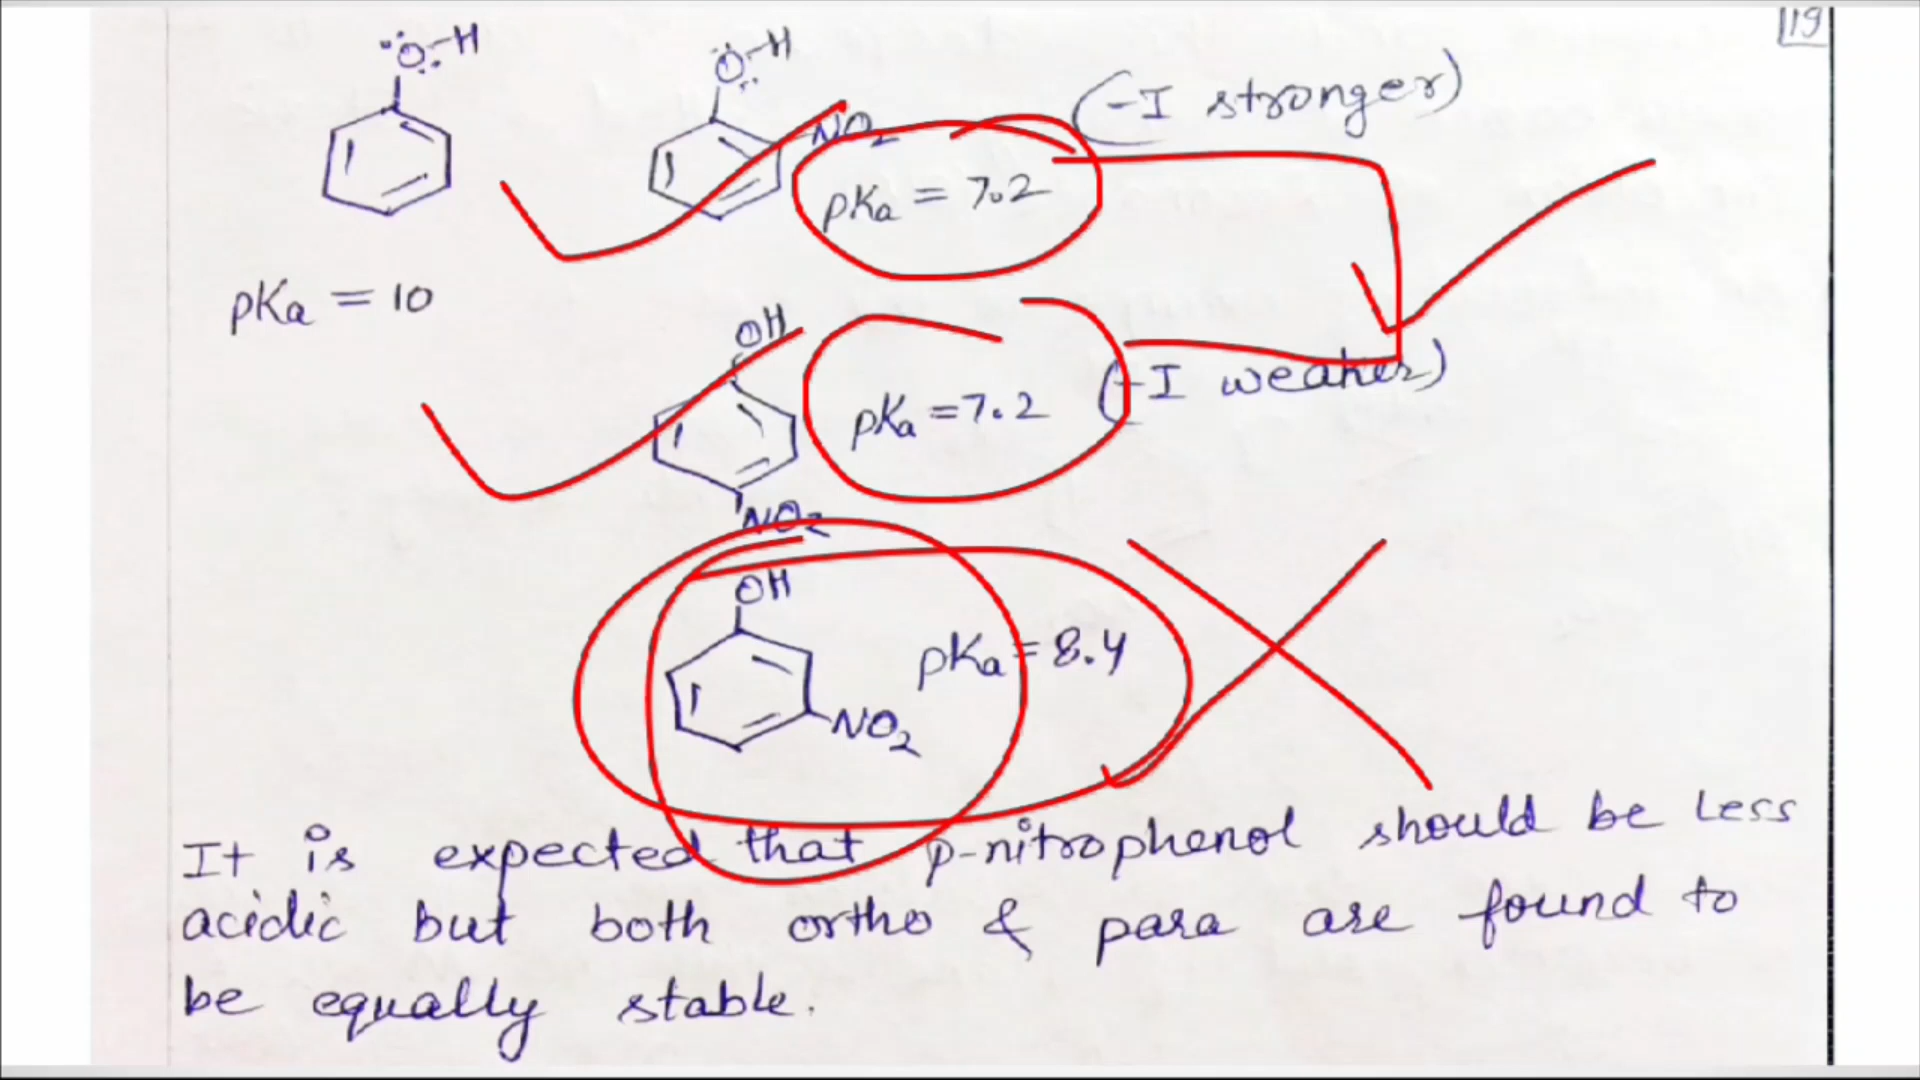 119
:O:-H
:O:-H
NO2
(-I stronger)
pKa = 7.2
pKa = 10
OH
pKa = 7.2 (-I weaker)
NO2
OH
pKa = 8.4
NO2
It is expected that p-nitrophenol should be less
acidic but both ortho & para are found to
be equally stable.